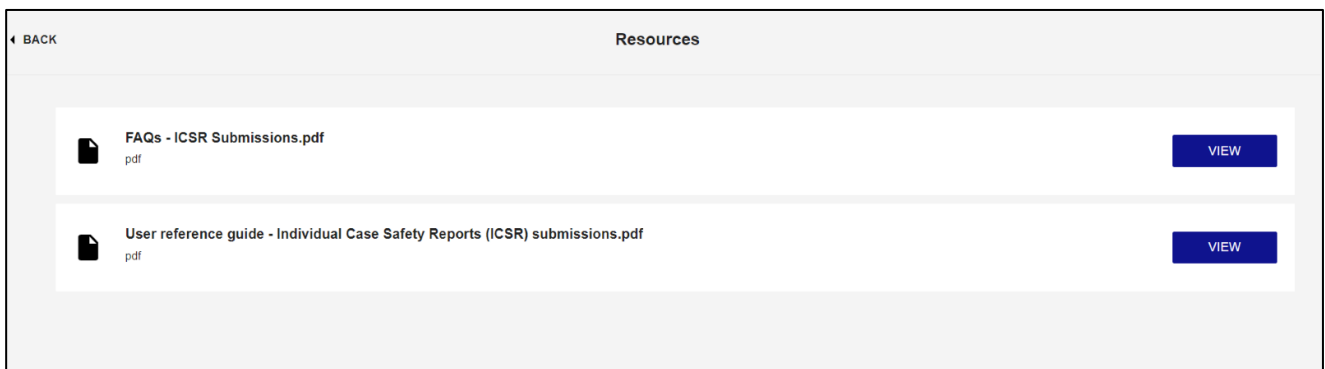 BACK
Resources
FAQs - ICSR Submissions.pdf
pdf
VIEW
User reference guide - Individual Case Safety Reports (ICSR) submissions.pdf
pdf
VIEW